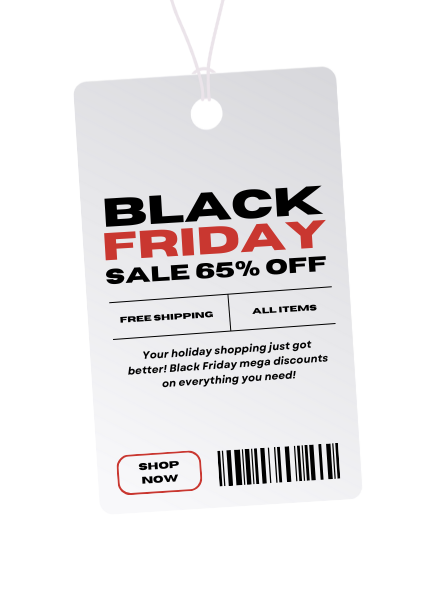 BLACK
FRIDAY
SALE 65% OFF
FREE SHIPPING
ALL ITEMS
Your holiday shopping just got
better! Black Friday mega discounts
on everything you need!
SHOP
NOW